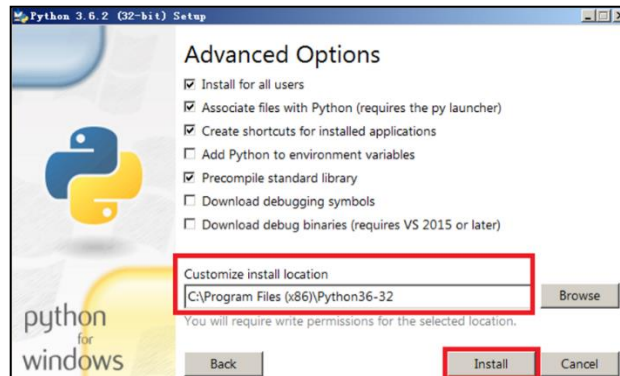 Python 3.6.2 (32-bit) Setup
Advanced Options
Install for all users
Associate files with Python (requires the py launcher)
Create shortcuts for installed applications
Add Python to environment variables
Precompile standard library
Download debugging symbols
Download debug binaries (requires VS 2015 or later)
Customize install location
C:\Program Files (x86)\Python36-32
Browse
You will require write permissions for the selected location.
python
for
windows
Back
Install
Cancel